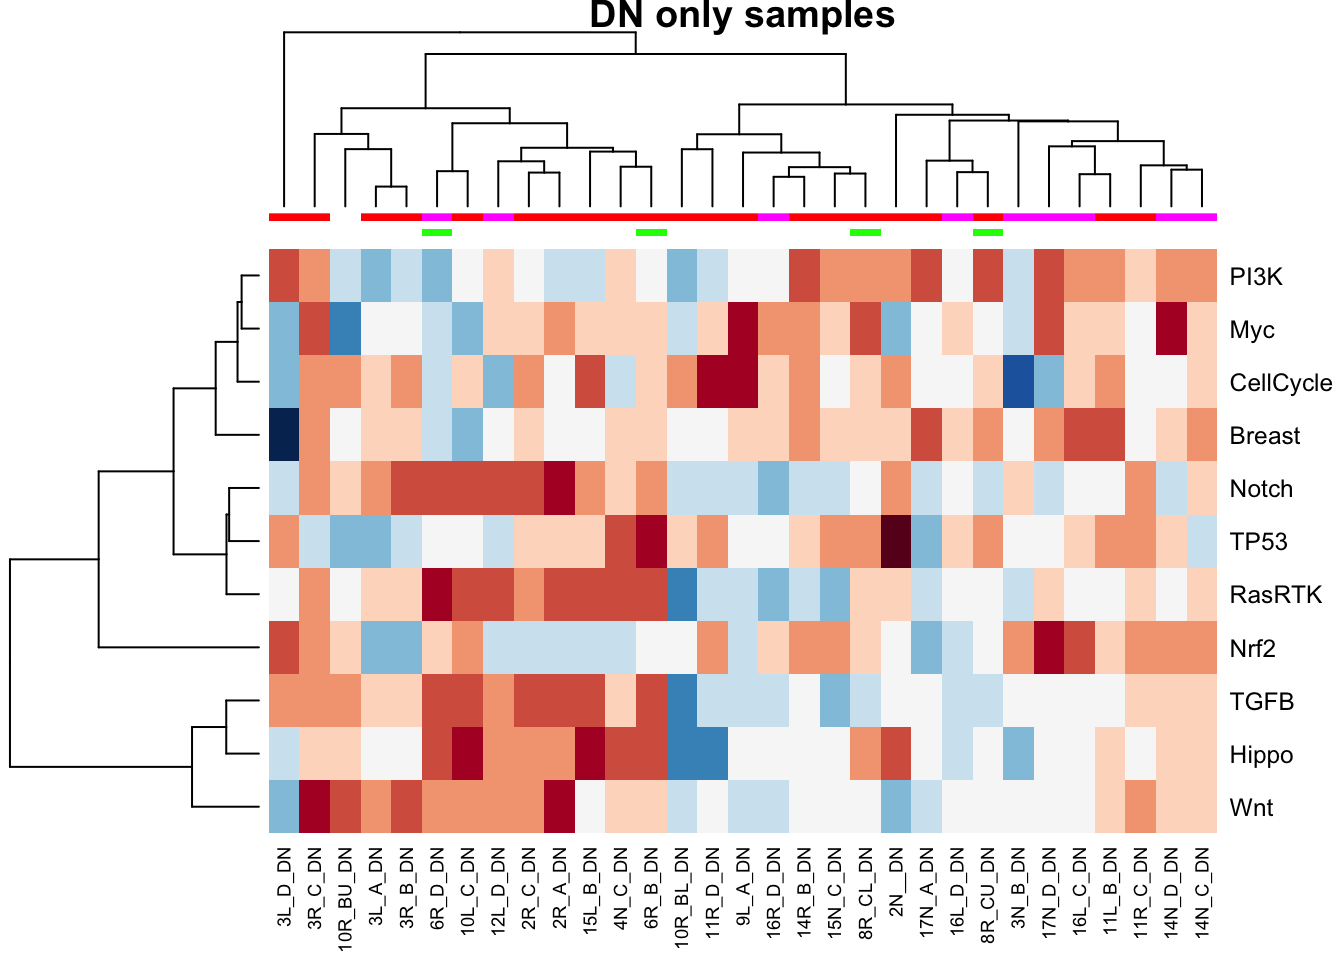 DN only samples
PI3K
Myc
CellCycle
Breast
Notch
TP53
RasRTK
Nrf2
TGFB
Hippo
Wnt
3L_D_DN
3R_C_DN
10R_BU_DN
3L_A_DN
3R_B_DN
6R_D_DN
10L_C_DN
12L_D_DN
2R_C_DN
2R_A_DN
15L_B_DN
4N_C_DN
6R_B_DN
10R_BL_DN
11R_D_DN
9L_A_DN
16R_D_DN
14R_B_DN
15N_C_DN
8R_CL_DN
2N__DN
17N_A_DN
16L_D_DN
8R_CU_DN
3N_B_DN
17N_D_DN
16L_C_DN
11L_B_DN
11R_C_DN
14N_D_DN
14N_C_DN